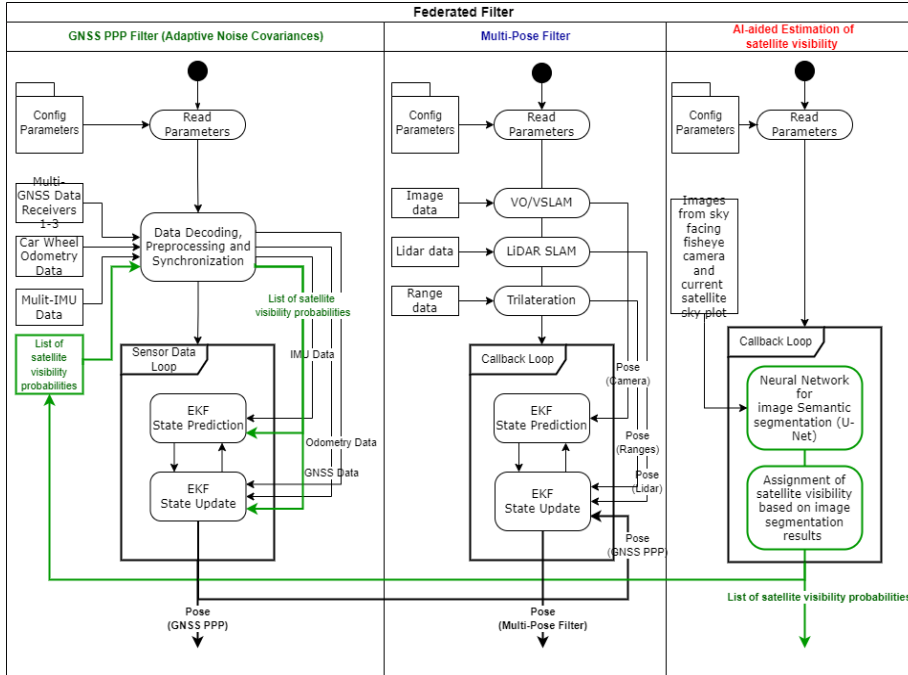 Federated Filter
GNSS PPP Filter (Adaptive Noise Covariances)
Multi-Pose Filter
AI-aided Estimation of
satellite visibility
Config
Parameters
Read
Parameters
Multi-
GNSS Data
Receivers
1-3
Car Wheel
Odometry
Data
Mulit-IMU
Data
List of
satellite
visibility
probabilities
Data Decoding,
Preprocessing and
Synchronization
List of satellite
visibility probabilities
Sensor Data
Loop
IMU Data
EKF
State Prediction
Odometry Data
GNSS Data
EKF
State Update
Pose
(GNSS PPP)
Config
Parameters
Read
Parameters
Image
data
VO/VSLAM
Lidar data
LiDAR SLAM
Range
data
Trilateration
Callback Loop
Pose
(Camera)
EKF
State Prediction
Pose
(Ranges)
Pose
(Lidar)
EKF
State Update
Pose
(GNSS PPP)
Pose
(Multi-Pose Filter)
Config
Parameters
Read
Parameters
Images
from sky
facing
fisheye
camera
and
current
satellite
sky plot
Callback Loop
Neural Network
for
image Semantic
segmentation (U-
Net)
Assignment of
satellite visibility
based on image
segmentation
results
List of satellite visibility probabilities